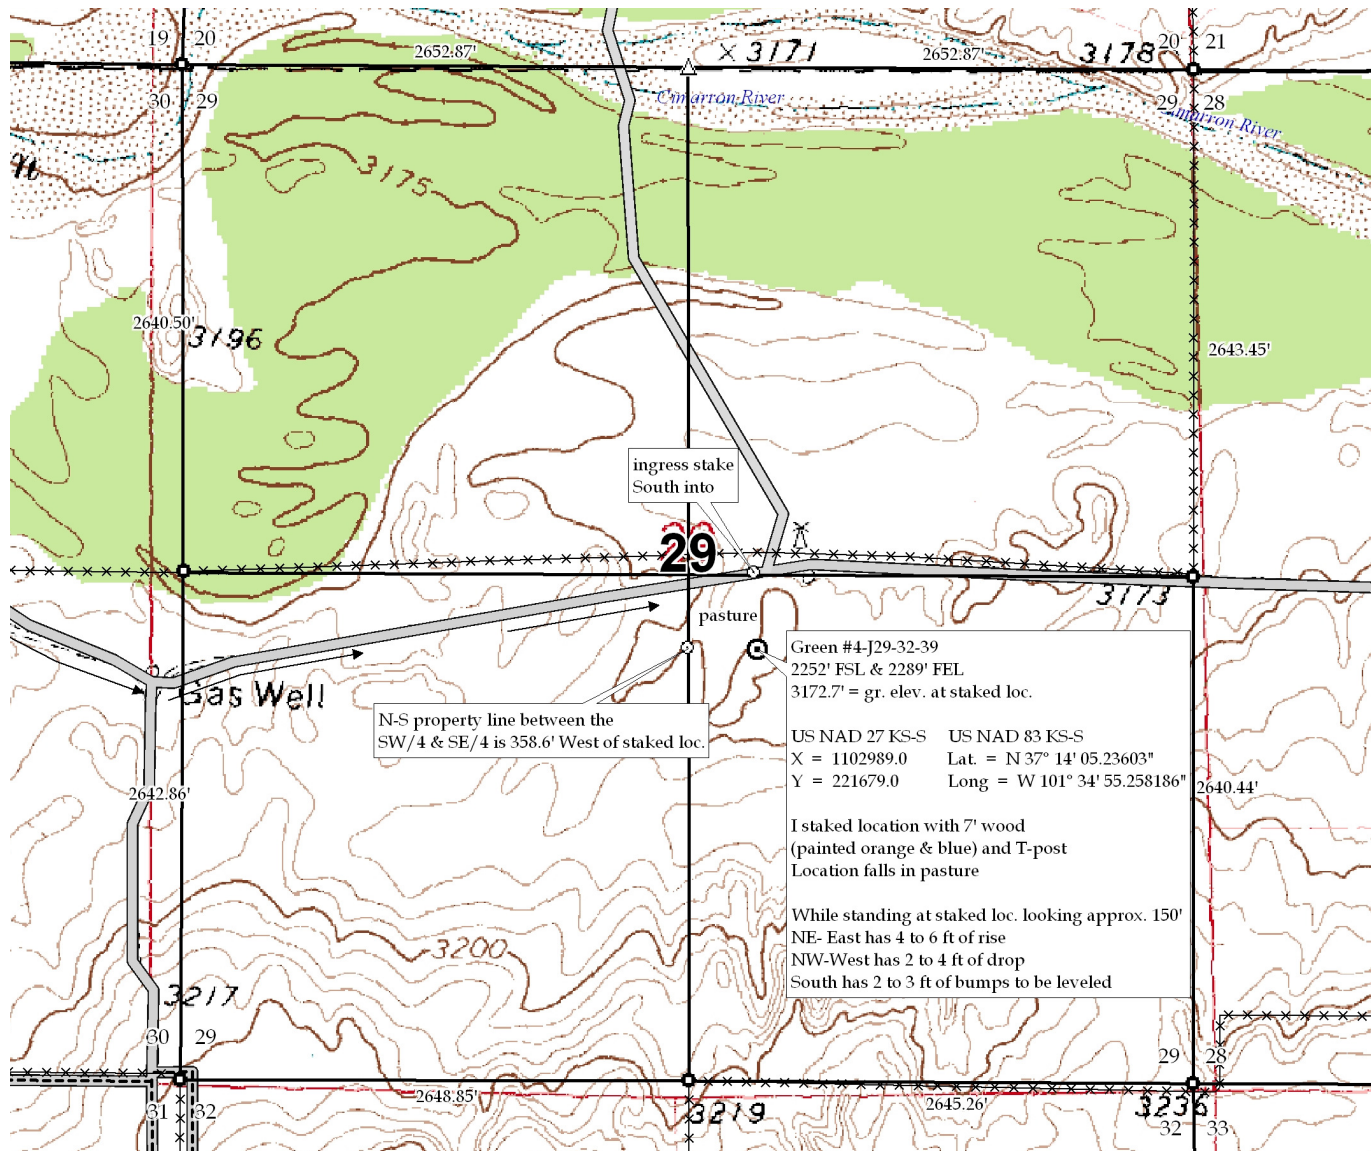 19 20
2652.87'
3171
2652.87'
3178
20 21
30 29
Cimarron River
29 28
Cimarron River
3175
2640.50'
3196
2643.45'
ingress stake
South into
29
3173
pasture
Gas Well
N-S property line between the
SW/4 & SE/4 is 358.6' West of staked loc.
Green #4-J29-32-39
2252' FSL & 2289' FEL
3172.7' = gr. elev. at staked loc.
US NAD 27 KS-S US NAD 83 KS-S
X = 1102989.0 Lat. = N 37° 14' 05.23603"
Y = 221679.0 Long = W 101° 34' 55.258186"
I staked location with 7' wood
(painted orange & blue) and T-post
Location falls in pasture
While standing at staked loc. looking approx. 150'
NE- East has 4 to 6 ft of rise
NW-West has 2 to 4 ft of drop
South has 2 to 3 ft of bumps to be leveled
2642.86'
2640.44'
3200
3217
30 29
29 28
31 32
2648.85'
3219
2645.26'
3236
32 33